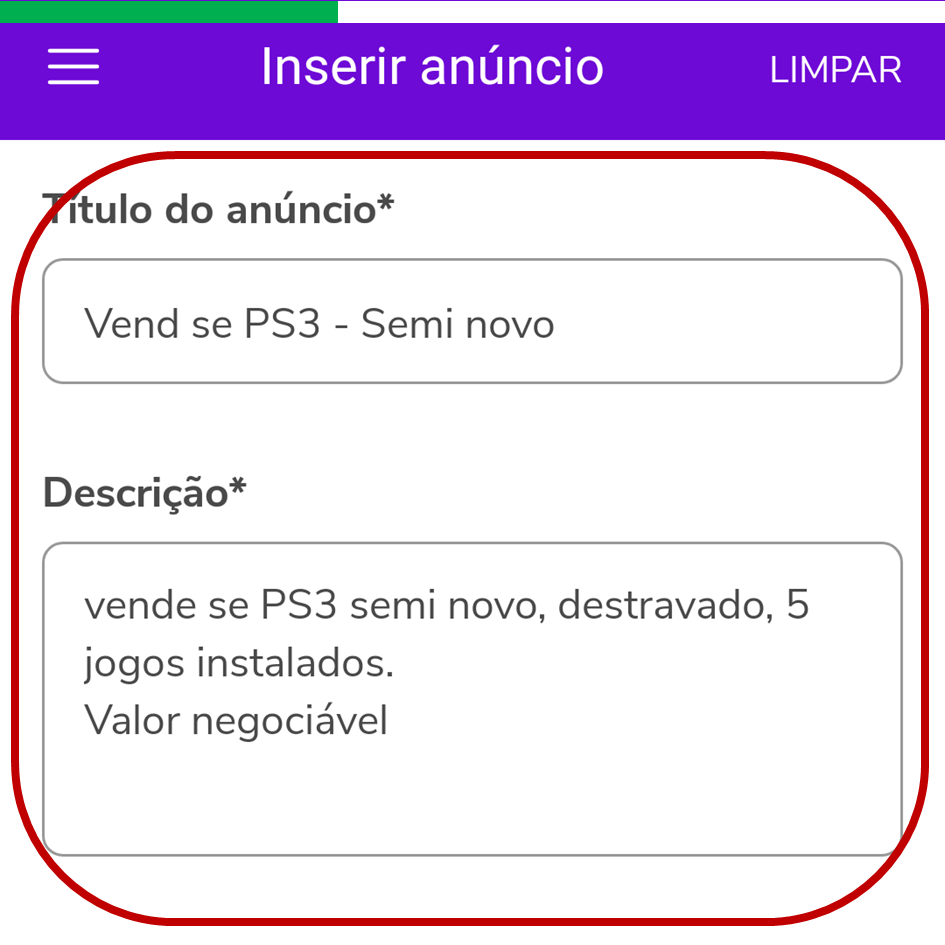 Inserir anúncio
LIMPAR
Título do anúncio*
Vend se PS3 - Semi novo
Descrição*
vende se PS3 semi novo, destravado, 5
jogos instalados.
Valor negociável